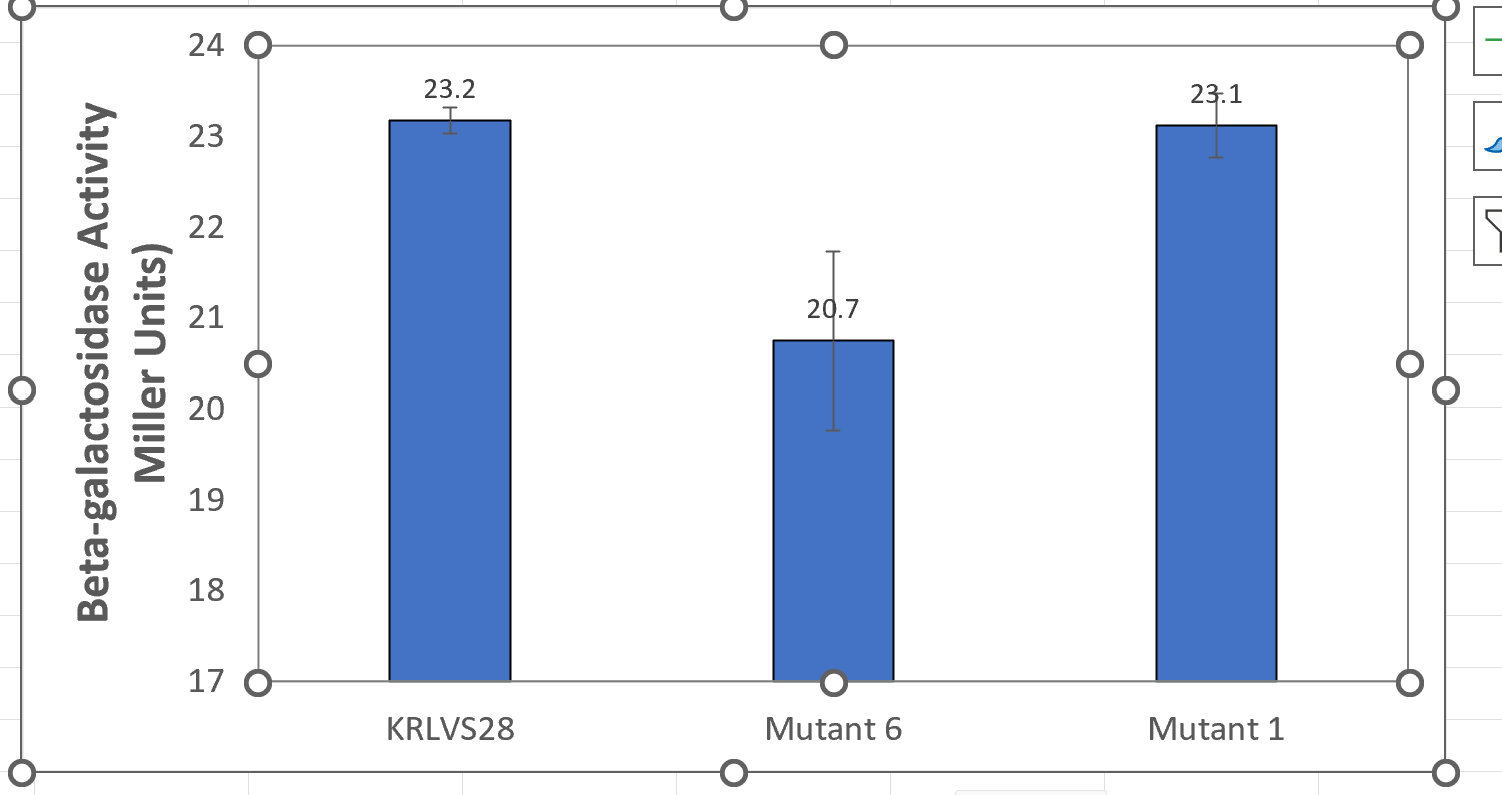 Beta-galactosidase Activity
Miller Units)
24
23
22
21
20
19
18
17
23.2
20.7
23.1
KRLVS28
Mutant 6
Mutant 1